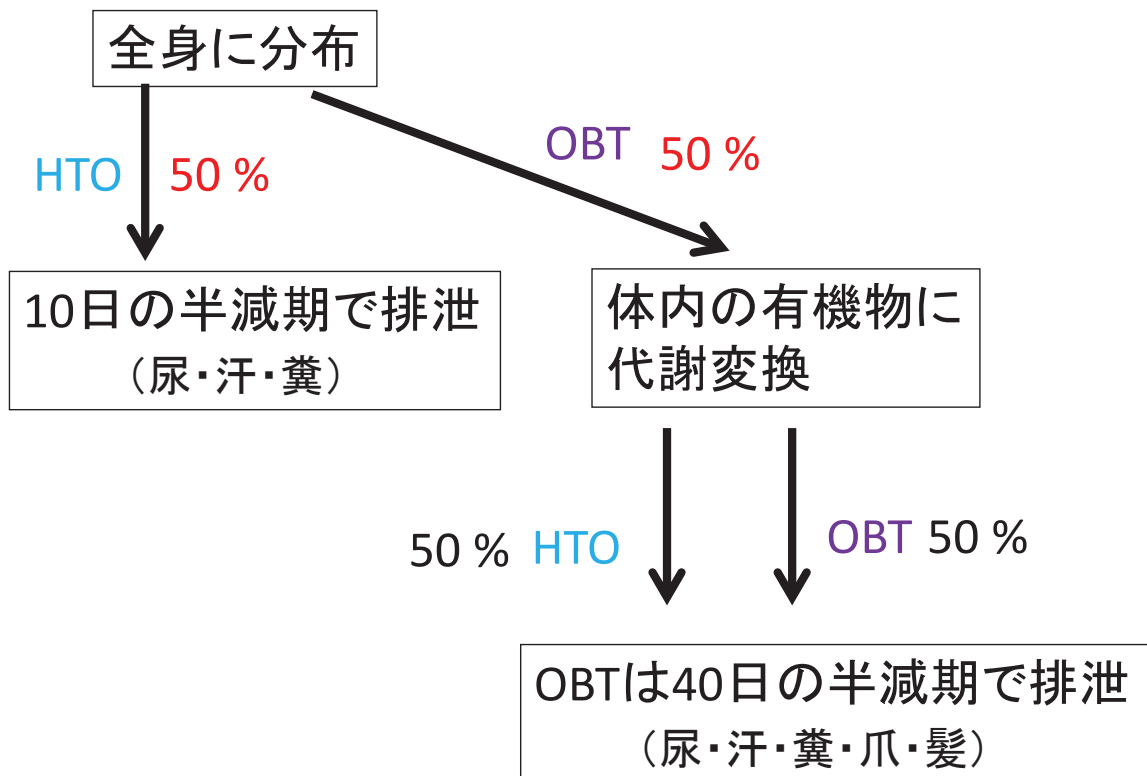 全身に分布
HTO 50 %
OBT 50 %
10日の半減期で排泄
（尿・汗・糞）
体内の有機物に
代謝変換
50 % HTO
OBT 50 %
OBTは40日の半減期で排泄
（尿・汗・糞・爪・髪）